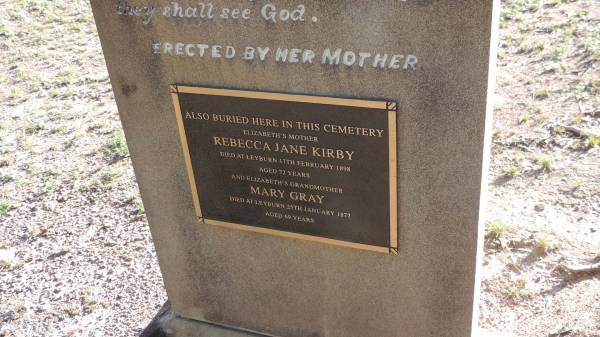 they shall see God.
ERECTED BY HER MOTHER
ALSO BURIED HERE IN THIS CEMETERY
ELIZABETH'S MOTHER
REBECCA JANE KIRBY
DIED AT LEYBURN 17TH FEBRUARY 1898
AGED 72 YEARS
AND ELIZABETH'S GRANDMOTHER
MARY GRAY
DIED AT LEYBURN 25TH JANUARY 1877
AGED 69 YEARS